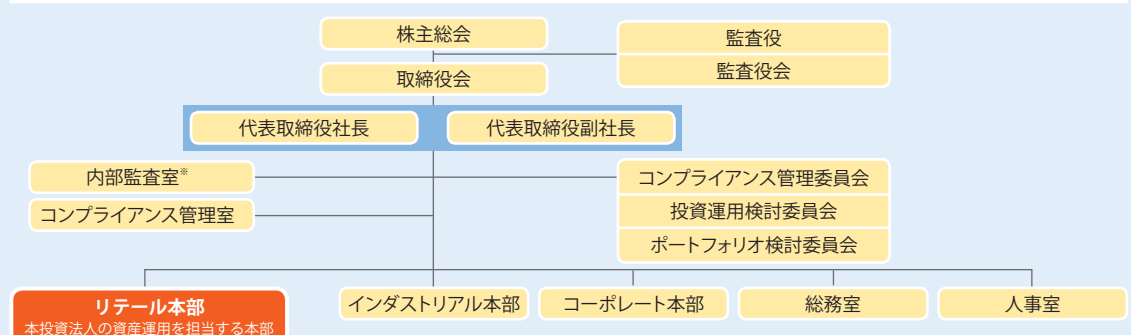 株主総会
監査役
監査役会
取締役会
代表取締役社長
代表取締役副社長
内部監査室※
コンプライアンス管理委員会
コンプライアンス管理室
投資運用検討委員会
ポートフォリオ検討委員会
リテール本部
本投資法人の資産運用を担当する本部
インダストリアル本部
コーポレート本部
総務室
人事室